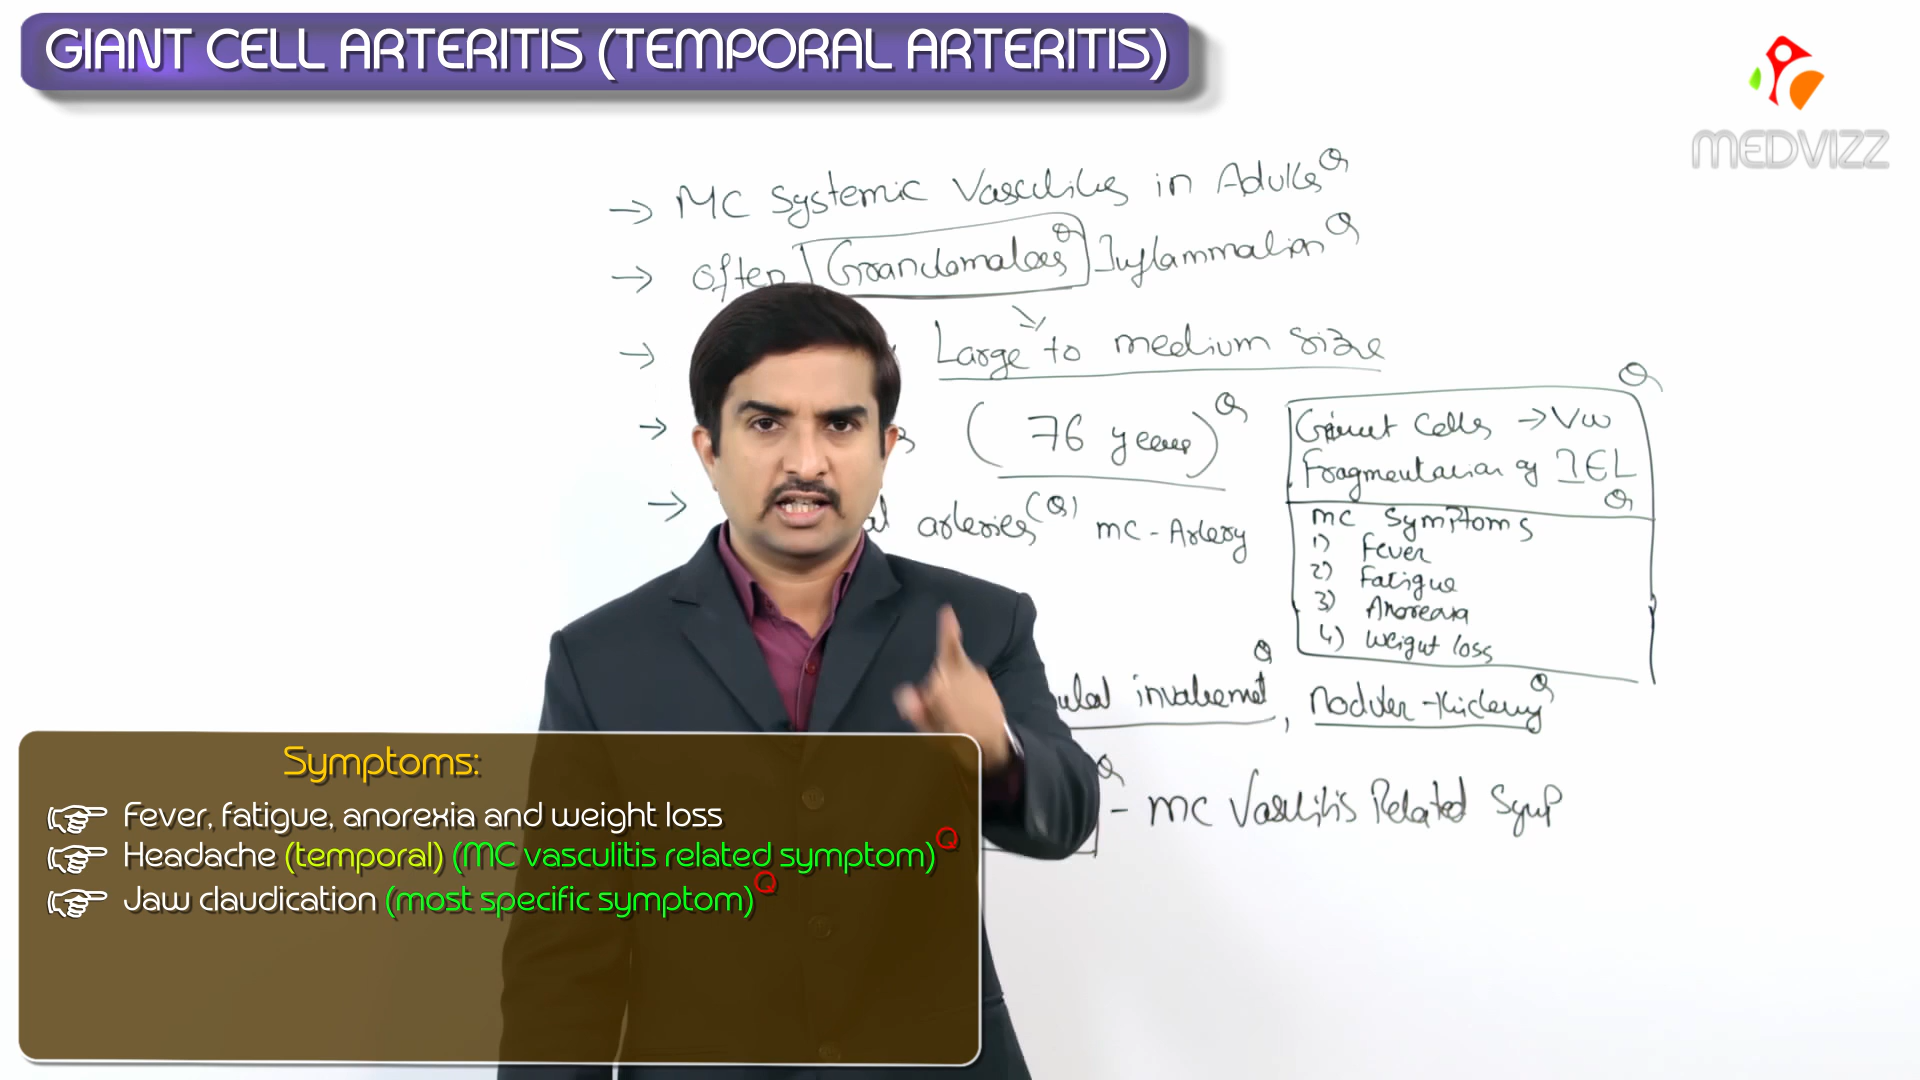 GIANT CELL ARTERITIS (TEMPORAL ARTERITIS)
MEDVIZZ
→ MC Systemic Vasculitis in Adults Q
→ often Granulomatous Q Inflammation Q
→ Large to medium size
→ (76 years) Q
→ arteries (Q) MC - Artery
Q
Giant Cells → VW
Fragmentation of IEL
Q
MC Symptoms
1) Fever
2) Fatigue
3) Anorexia
4) Weight loss
Q
involvement, Nodular - thickening Q
Q - MC Vasculitis Related Symp
Symptoms:
Fever, fatigue, anorexia and weight loss
Headache (temporal) (MC vasculitis related symptom) Q
Jaw claudication (most specific symptom) Q